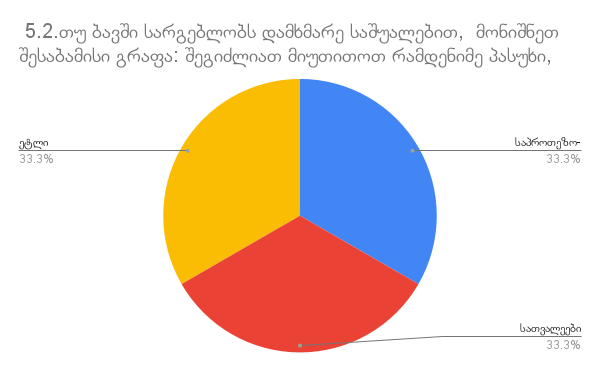 5.2.თუ ბავში სარგებლობს დამხმარე საშუალებით, მონიშნეთ
შესაბამისი გრაფა: შეგიძლიათ მიუთითოთ რამდენიმე პასუხი,
ეტლი
33.3%
საპროთეზო-
33.3%
სათვალეები
33.3%